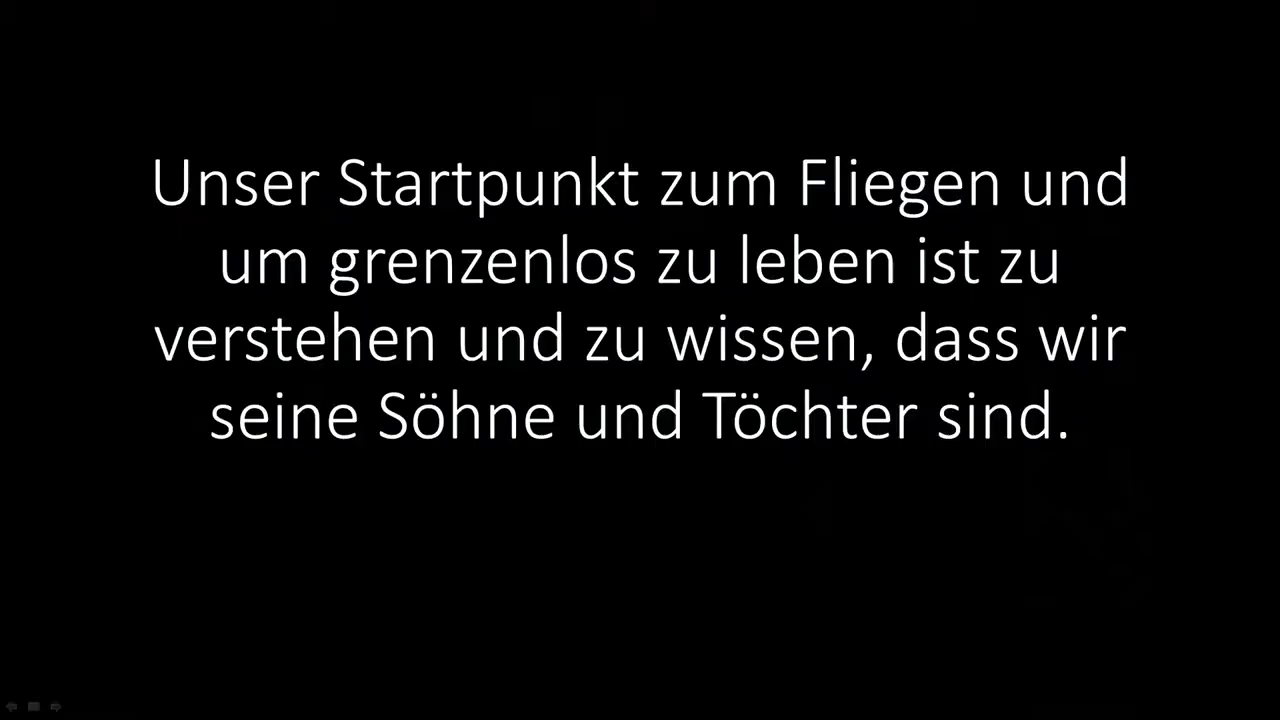 Unser Startpunkt zum Fliegen und
um grenzenlos zu leben ist zu
verstehen und zu wissen, dass wir
seine Söhne und Töchter sind.